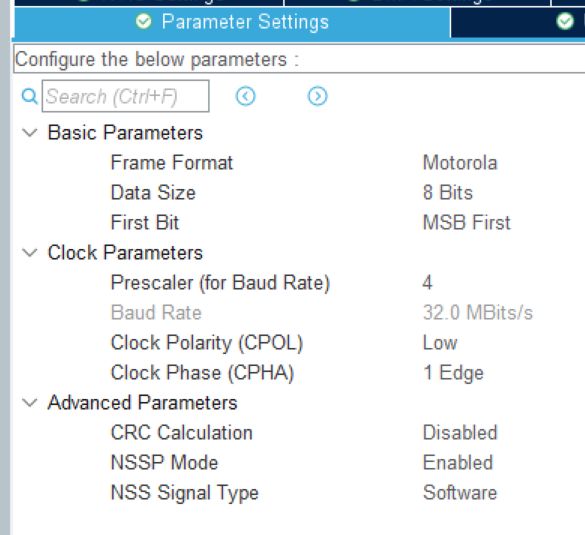 Parameter Settings
Configure the below parameters :
Search (Ctrl+F)
Basic Parameters
Frame Format Motorola
Data Size 8 Bits
First Bit MSB First
Clock Parameters
Prescaler (for Baud Rate) 4
Baud Rate 32.0 MBits/s
Clock Polarity (CPOL) Low
Clock Phase (CPHA) 1 Edge
Advanced Parameters
CRC Calculation Disabled
NSSP Mode Enabled
NSS Signal Type Software